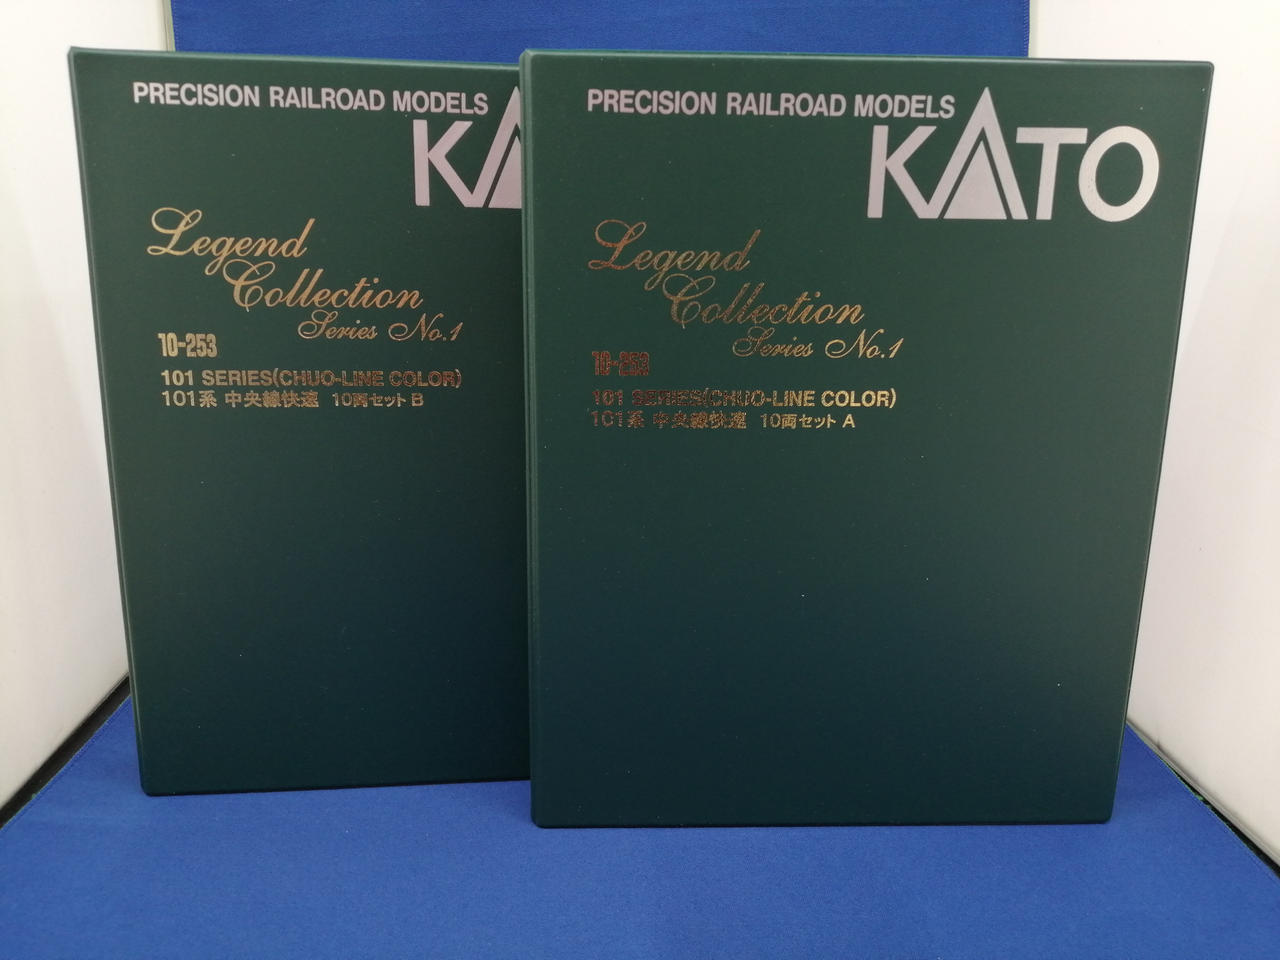 PRECISION RAILROAD MODELS
KA
Legend
Collection
Series No.1
10-253
101 SERIES(CHUO-LINE COLOR)
101系 中央線快速 10両セット B
PRECISION RAILROAD MODELS
KATO
Legend
Collection
Series No.1
10-253
101 SERIES(CHUO-LINE COLOR)
101系 中央線快速 10両セット A